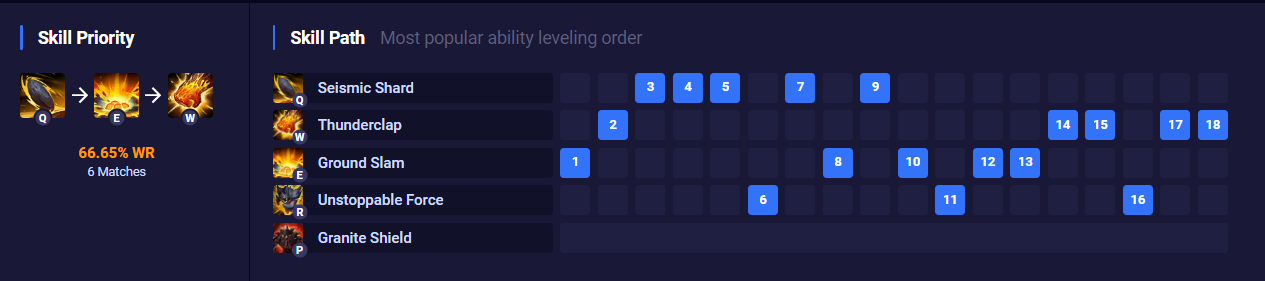 Skill Priority
Q E W
66.65% WR
6 Matches
Skill Path Most popular ability leveling order
Q Seismic Shard 3 4 5 7 9
W Thunderclap 2 14 15 17 18
E Ground Slam 1 8 10 12 13
R Unstoppable Force 6 11 16
P Granite Shield